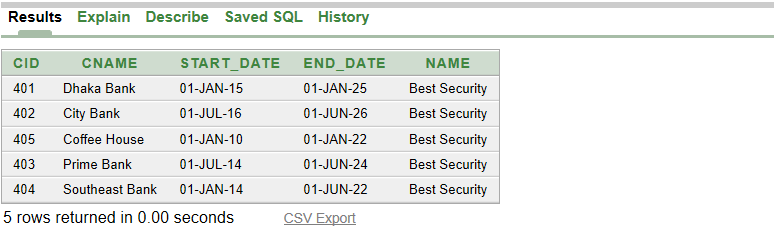 Results Explain Describe Saved SQL History
CID CNAME START_DATE END_DATE NAME
401 Dhaka Bank 01-JAN-15 01-JAN-25 Best Security
402 City Bank 01-JUL-16 01-JUN-26 Best Security
405 Coffee House 01-JAN-10 01-JAN-22 Best Security
403 Prime Bank 01-JUL-14 01-JUN-24 Best Security
404 Southeast Bank 01-JAN-14 01-JUN-22 Best Security
5 rows returned in 0.00 seconds CSV Export